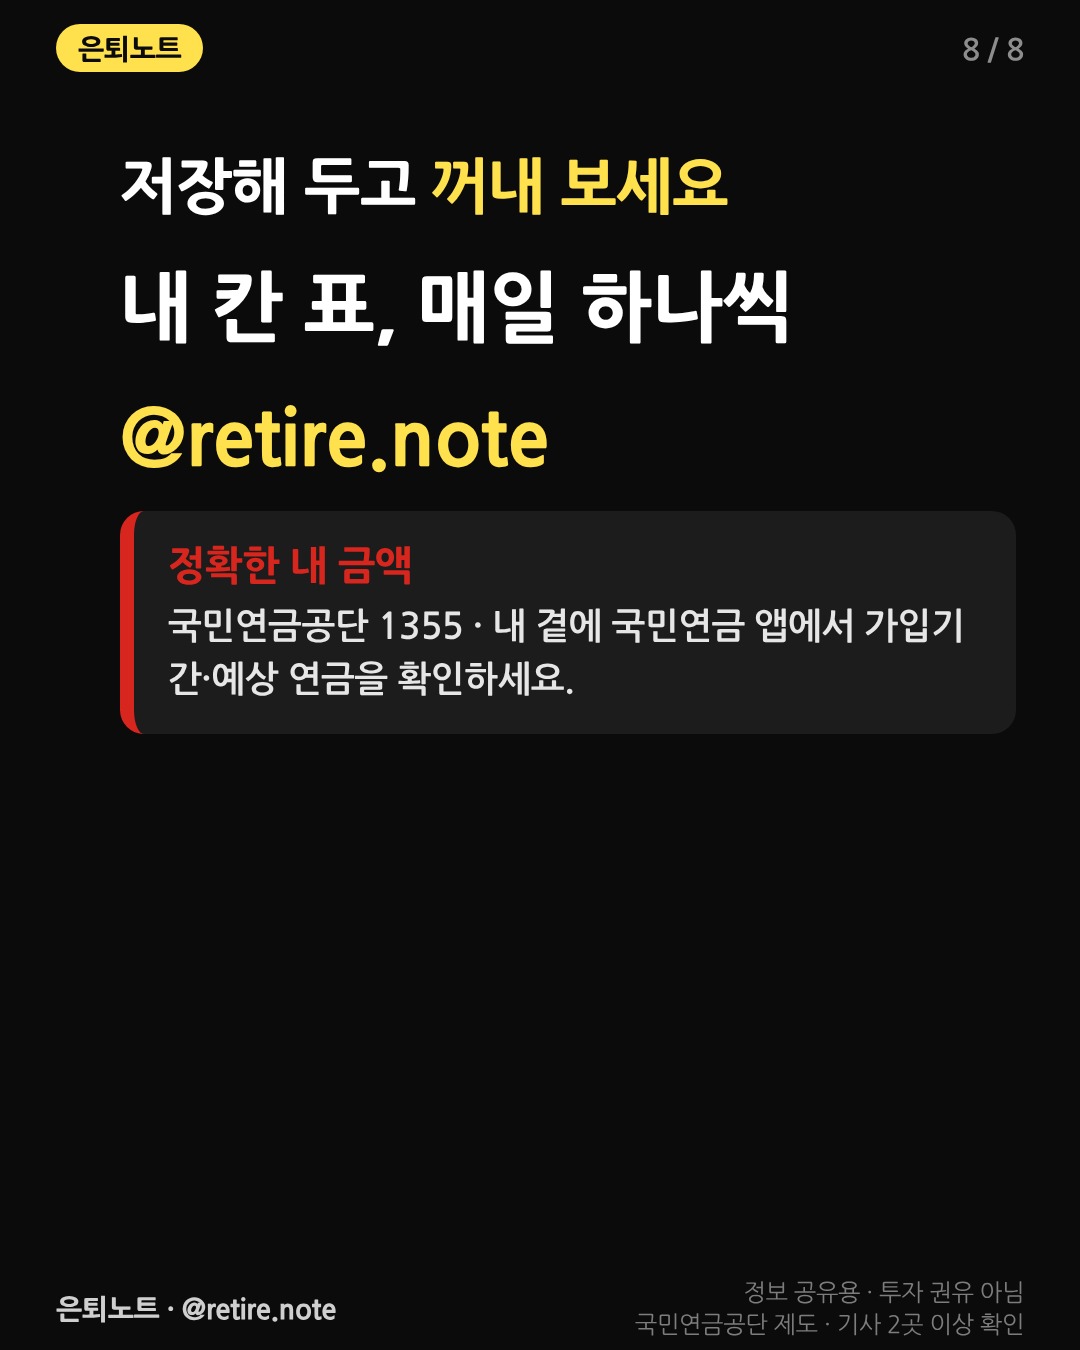 은퇴노트
8 / 8
저장해 두고 꺼내 보세요
내 칸 표, 매일 하나씩
@retire.note
정확한 내 금액
국민연금공단 1355 · 내 곁에 국민연금 앱에서 가입기
간·예상 연금을 확인하세요.
은퇴노트 · @retire.note
정보 공유용 · 투자 권유 아님
국민연금공단 제도 · 기사 2곳 이상 확인